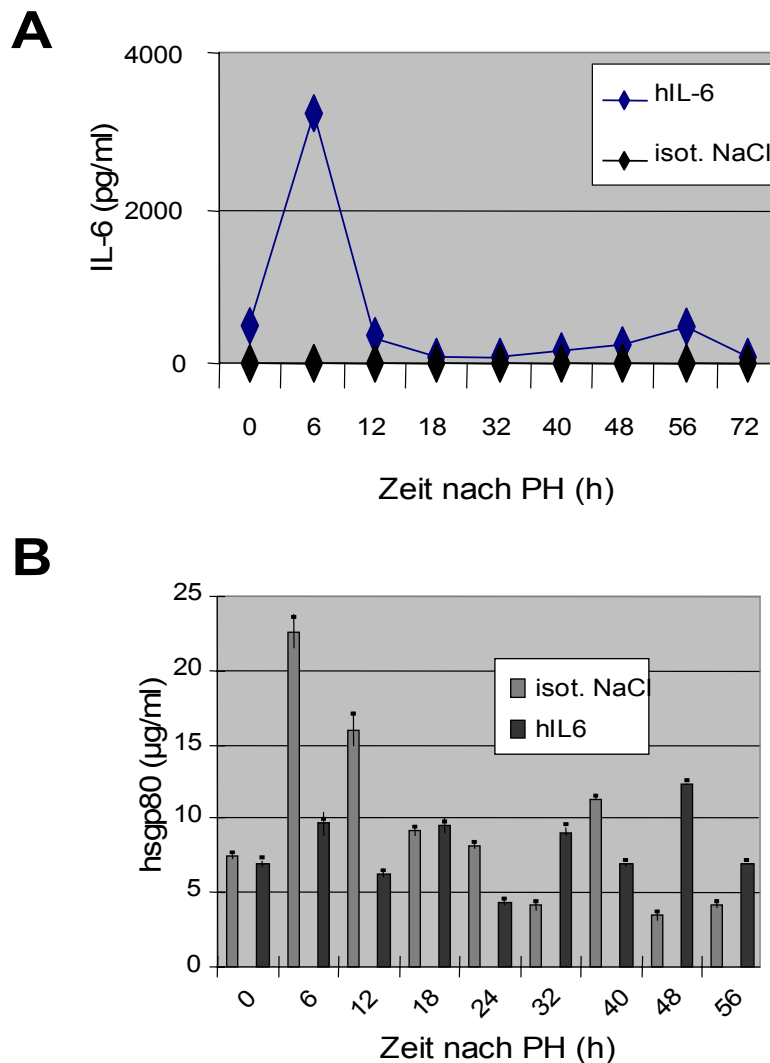 A
IL-6 (pg/ml)
4000
2000
0
hIL-6
isot. NaCl
0 6 12 18 32 40 48 56 72
Zeit nach PH (h)
B
hsgp80 (µg/ml)
25
20
15
10
5
0
isot. NaCl
hIL6
0 6 12 18 24 32 40 48 56
Zeit nach PH (h)